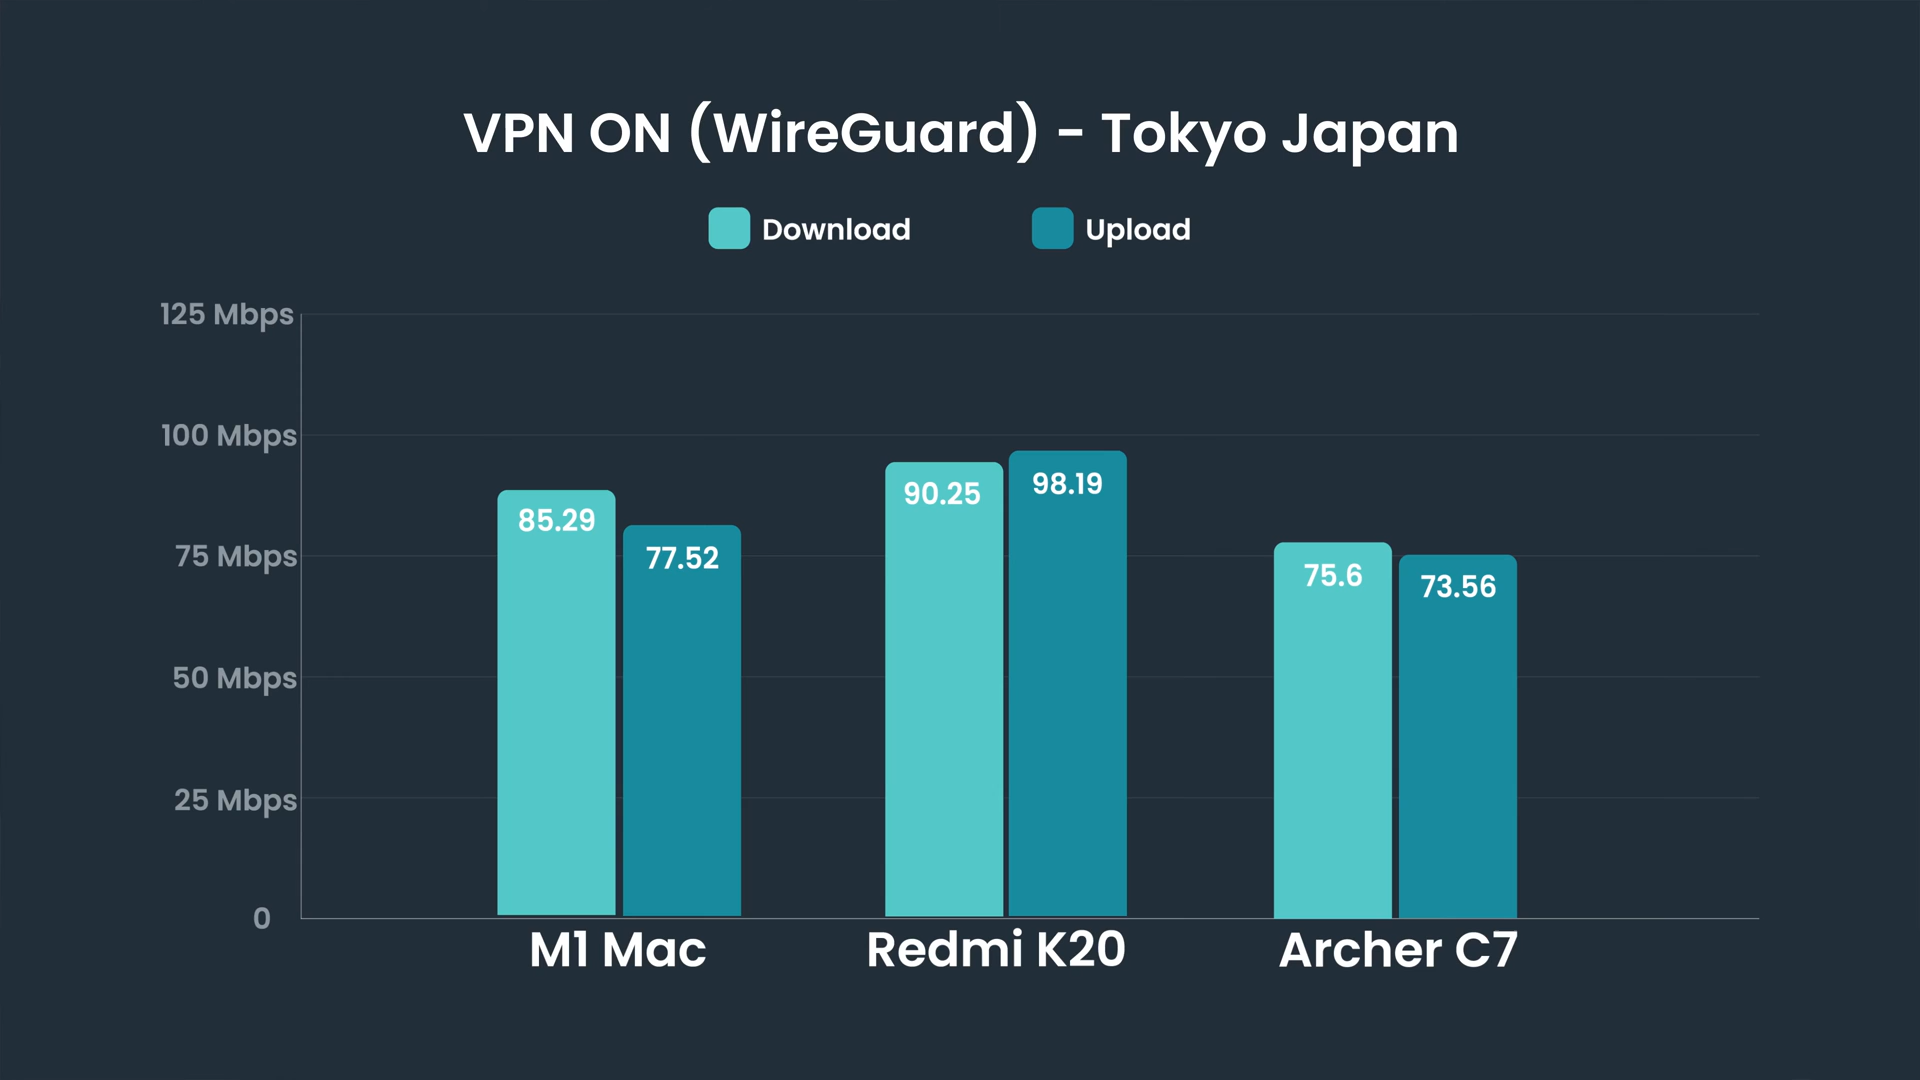 VPN ON (WireGuard) - Tokyo Japan
Download
Upload
125 Mbps
100 Mbps
75 Mbps
50 Mbps
25 Mbps
0
85.29
77.52
90.25
98.19
75.6
73.56
M1 Mac
Redmi K20
Archer C7